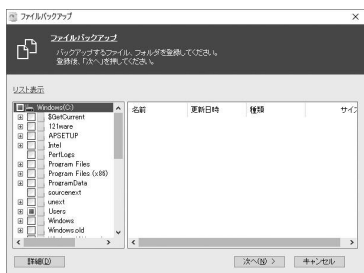 ファイルバックアップ
ファイルバックアップ
バックアップするファイル、フォルダを登録してください。
登録後、「次へ」を押してください。
リスト表示
Windows(C:)
$GetCurrent
121ware
APSETUP
Intel
PerfLogs
Program Files
Program Files (x86)
ProgramData
sourcenext
unext
Users
Windows
Windows.old
名前 更新日時 種類 サイズ
詳細(D)
次へ(N) >
キャンセル